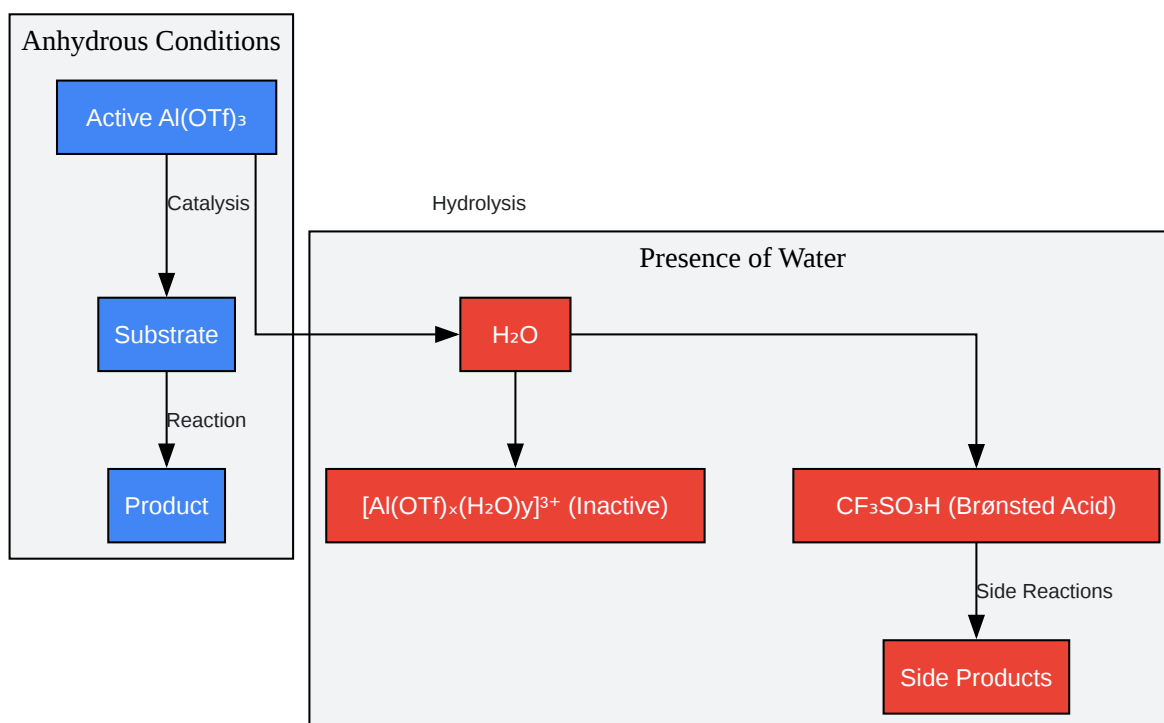 Anhydrous Conditions
Active Al(OTf)₃
Catalysis
Hydrolysis
Presence of Water
Substrate
H₂O
Reaction
Product
[Al(OTf)ₓ(H₂O)y]³⁺ (Inactive)
CF₃SO₃H (Brønsted Acid)
Side Reactions
Side Products